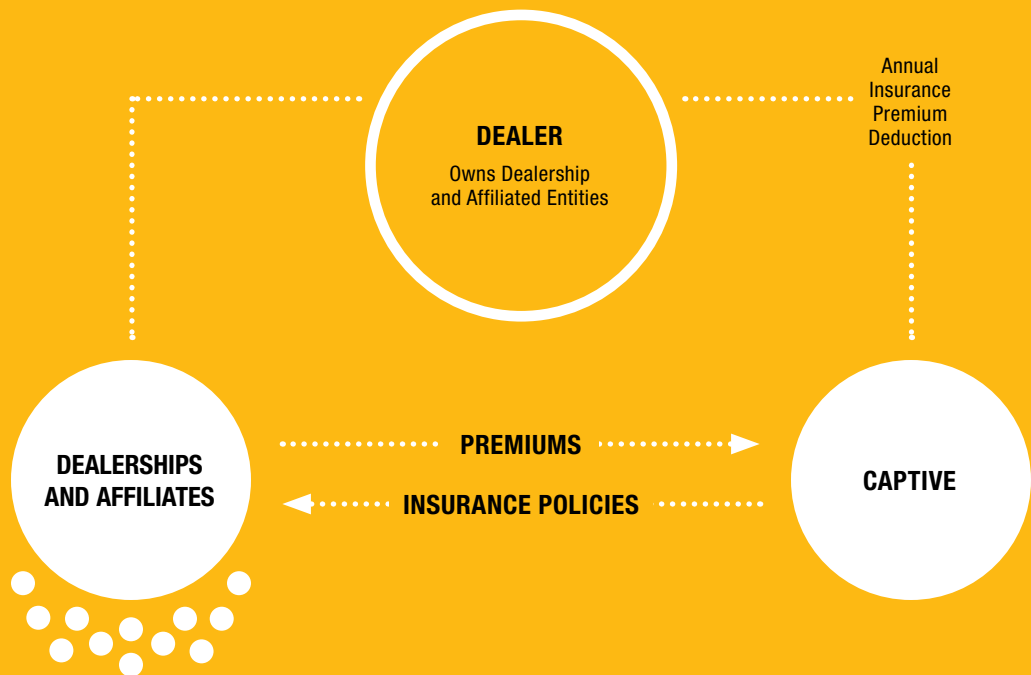 DEALER
Owns Dealership
and Affiliated Entities
Annual
Insurance
Premium
Deduction
DEALERSHIPS
AND AFFILIATES
PREMIUMS
INSURANCE POLICIES
CAPTIVE